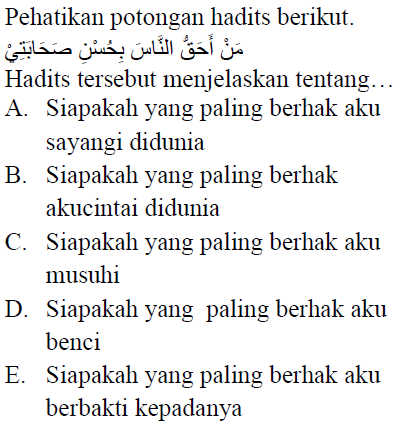 Pehatikan potongan hadits berikut.
مَنْ أَحَقُّ النَّاسَ بِحُسْنِ صَحَابَتِيْ
Hadits tersebut menjelaskan tentang…
A. Siapakah yang paling berhak aku
sayangi didunia
B. Siapakah yang paling berhak
akucintai didunia
C. Siapakah yang paling berhak aku
musuhi
D. Siapakah yang paling berhak aku
benci
E. Siapakah yang paling berhak aku
berbakti kepadanya